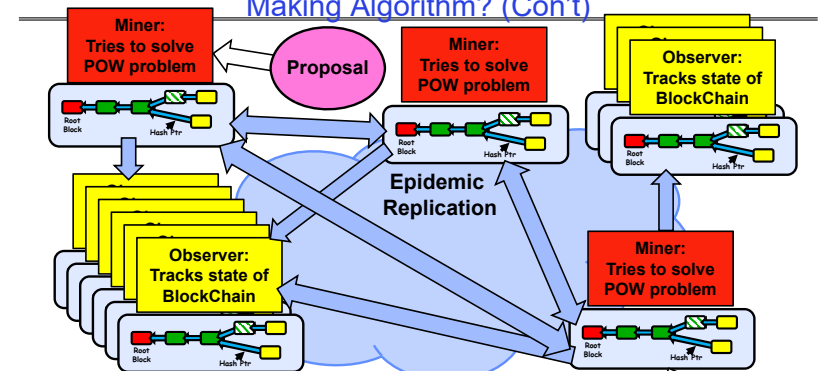 Making Algorithm? (Con't)
Miner:
Tries to solve
POW problem
Root
Block
Hash Ptr
Proposal
Miner:
Tries to solve
POW problem
Root
Block
Hash Ptr
Observer:
Tracks state of
BlockChain
Root
Block
Hash Ptr
Epidemic
Replication
Observer:
Tracks state of
BlockChain
Root
Block
Hash Ptr
Miner:
Tries to solve
POW problem
Root
Block
Hash Ptr